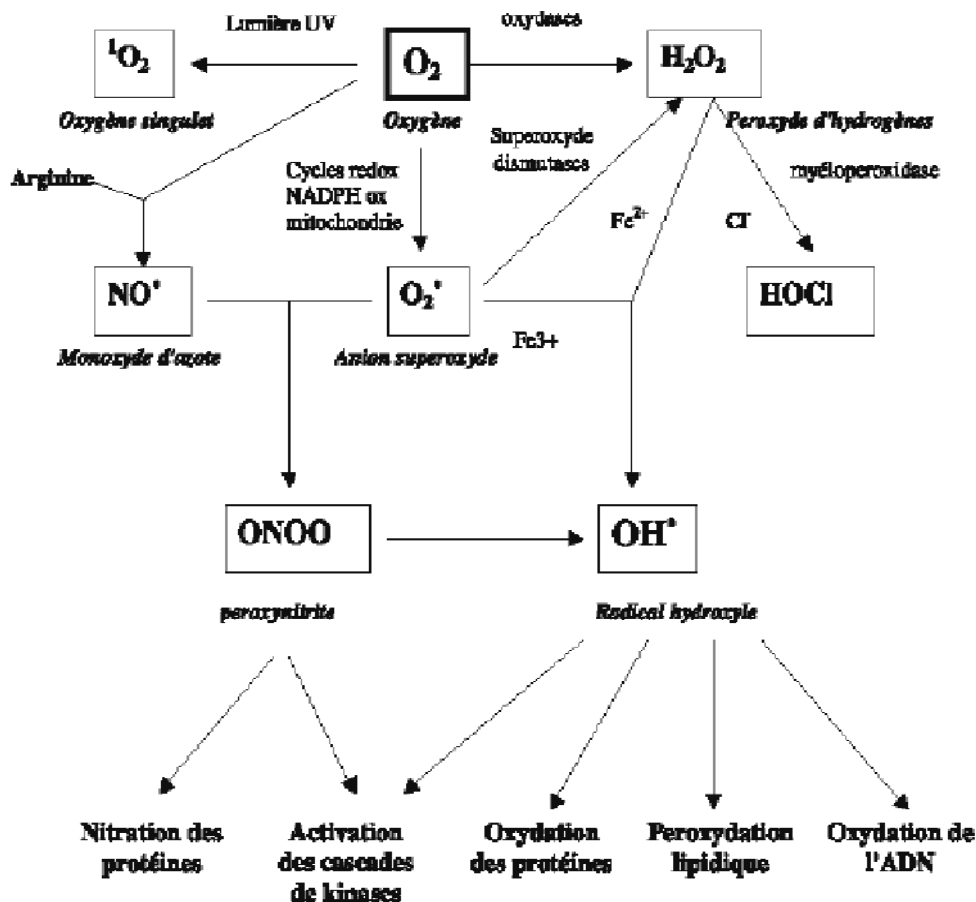 Lumière UV
oxydases
¹O₂
O₂
H₂O₂
Oxygène singulet
Oxygène
Peroxyde d'hydrogènes
Superoxyde
dismutases
Arginine
Cycles redox
NADPH ox
mitochondrie
myéloperoxidase
Fe²⁺
Cl⁻
NO°
O₂°
HOCl
Monoxyde d'azote
Anion superoxyde
Fe3+
ONOO
OH°
peroxynitrite
Radical hydroxyle
Nitration des
protéines
Activation
des cascades
de kinases
Oxydation
des protéines
Peroxydation
lipidique
Oxydation de
l'ADN